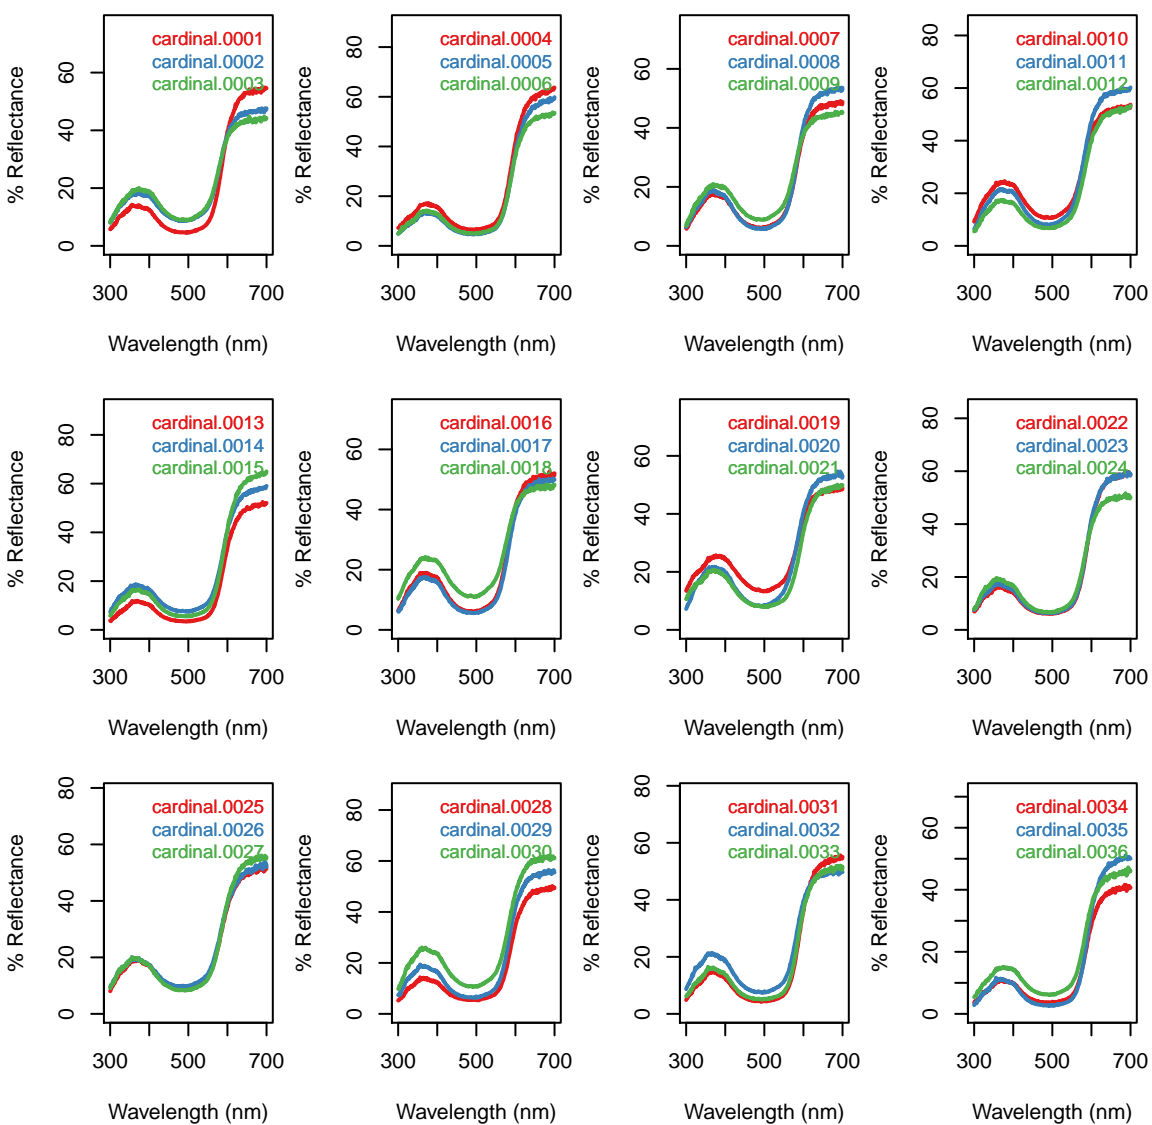 % Reflectance
0 20 40 60
cardinal.0001
cardinal.0002
cardinal.0003
300 500 700
Wavelength (nm)
% Reflectance
0 20 40 60 80
cardinal.0004
cardinal.0005
cardinal.0006
300 500 700
Wavelength (nm)
% Reflectance
0 20 40 60
cardinal.0007
cardinal.0008
cardinal.0009
300 500 700
Wavelength (nm)
% Reflectance
0 20 40 60 80
cardinal.0010
cardinal.0011
cardinal.0012
300 500 700
Wavelength (nm)
% Reflectance
0 20 40 60 80
cardinal.0013
cardinal.0014
cardinal.0015
300 500 700
Wavelength (nm)
% Reflectance
0 20 40 60
cardinal.0016
cardinal.0017
cardinal.0018
300 500 700
Wavelength (nm)
% Reflectance
0 20 40 60
cardinal.0019
cardinal.0020
cardinal.0021
300 500 700
Wavelength (nm)
% Reflectance
0 20 40 60 80
cardinal.0022
cardinal.0023
cardinal.0024
300 500 700
Wavelength (nm)
% Reflectance
0 20 40 60 80
cardinal.0025
cardinal.0026
cardinal.0027
300 500 700
Wavelength (nm)
% Reflectance
0 20 40 60 80
cardinal.0028
cardinal.0029
cardinal.0030
300 500 700
Wavelength (nm)
% Reflectance
0 20 40 60 80
cardinal.0031
cardinal.0032
cardinal.0033
300 500 700
Wavelength (nm)
% Reflectance
0 20 40 60
cardinal.0034
cardinal.0035
cardinal.0036
300 500 700
Wavelength (nm)